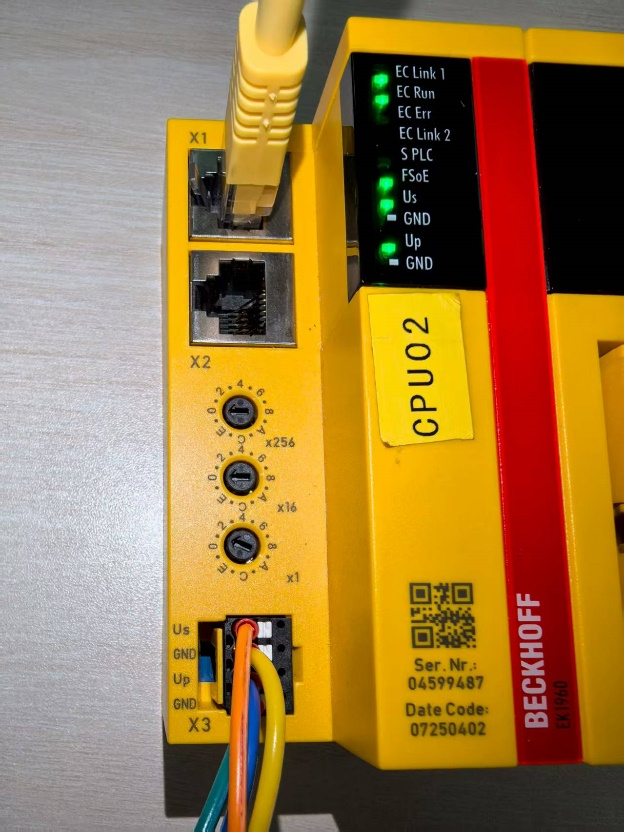 X1
X2
0 2 4 6 8 A C E
x256
0 2 4 6 8 A C E
x16
0 2 4 6 8 A C E
x1
Us
GND
Up
GND
X3
EC Link 1
EC Run
EC Err
EC Link 2
S PLC
FSoE
Us
GND
Up
GND
CPU02
Ser. Nr.:
04599487
Date Code:
07250402
BECKHOFF
EK1960